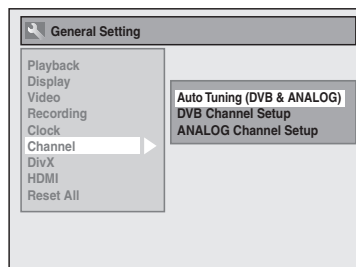 General Setting
Playback
Display
Video
Recording
Clock
Channel
DivX
HDMI
Reset All
Auto Tuning (DVB & ANALOG)
DVB Channel Setup
ANALOG Channel Setup